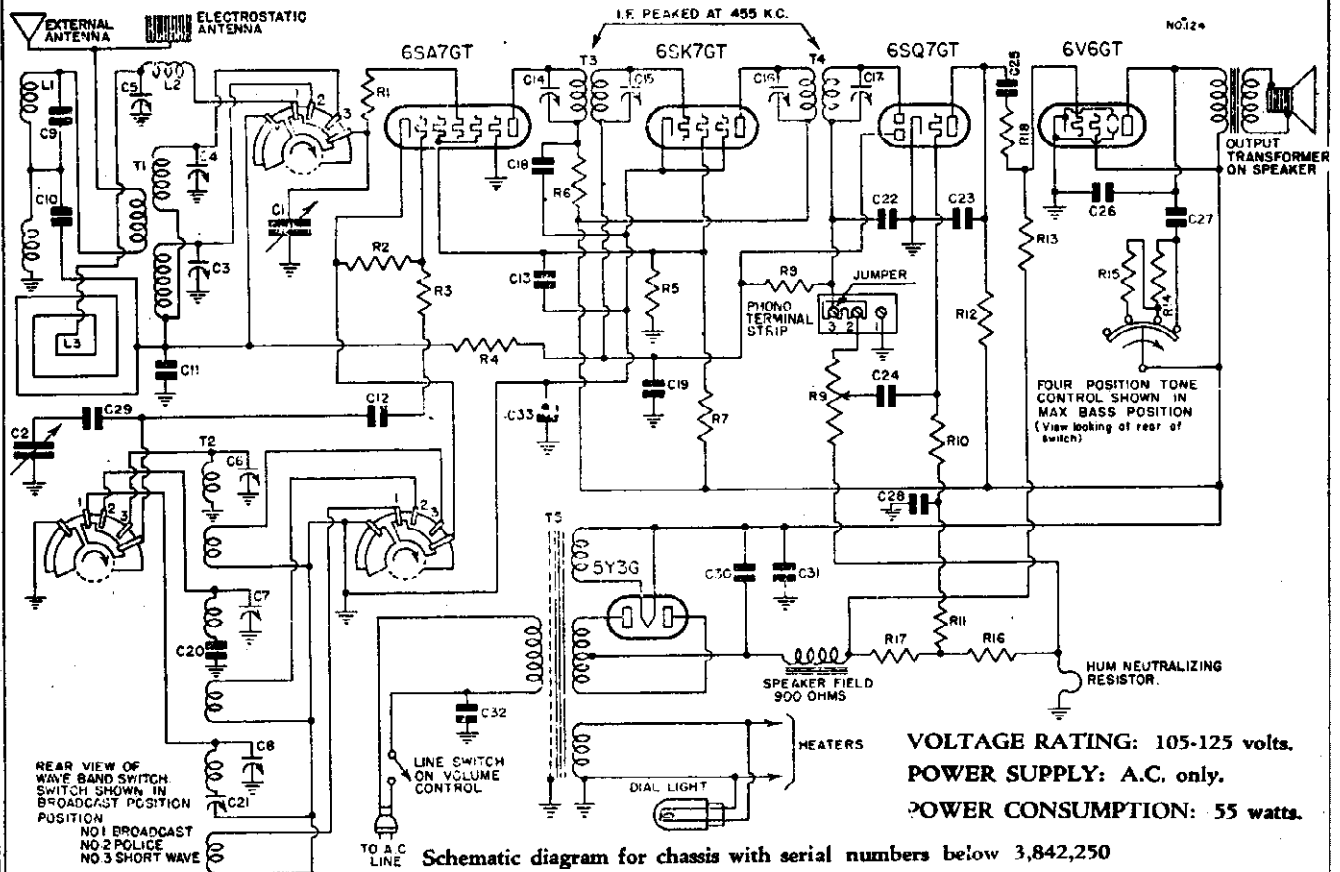 EXTERNAL
ANTENNA
ELECTROSTATIC
ANTENNA
I.F. PEAKED AT 455 K.C.
NO.124
6SA7GT
6SK7GT
6SQ7GT
6V6GT
L1
C9
C5
L2
1
2
3
R1
C14
T3
C15
C16
T4
C17
C25
R18
OUTPUT
TRANSFORMER
ON SPEAKER
T1
C4
C10
C1
C18
R6
C22
C23
C26
C27
C3
R2
R3
C13
R5
R9
JUMPER
PHONO
TERMINAL
STRIP
3 2 1
R12
R13
R15
R14
L3
C11
R4
C19
C33
R7
R9
C24
R10
FOUR POSITION TONE
CONTROL SHOWN IN
MAX BASS POSITION
(View looking at rear of
switch)
C2
C29
C12
T2
C6
1
2
3
1
2
3
C28
T5
5Y3G
C30
C31
C7
C20
R11
R17
R16
SPEAKER FIELD
900 OHMS
HUM NEUTRALIZING
RESISTOR.
C32
C8
C21
HEATERS
LINE SWITCH
ON VOLUME
CONTROL
DIAL LIGHT
TO A.C
LINE
REAR VIEW OF
WAVE BAND SWITCH.
SWITCH SHOWN IN
BROADCAST POSITION
POSITION
NO1 BROADCAST
NO.2 POLICE
NO.3 SHORT WAVE
VOLTAGE RATING: 105-125 volts.
POWER SUPPLY: A.C. only.
POWER CONSUMPTION: 55 watts.
Schematic diagram for chassis with serial numbers below 3,842,250